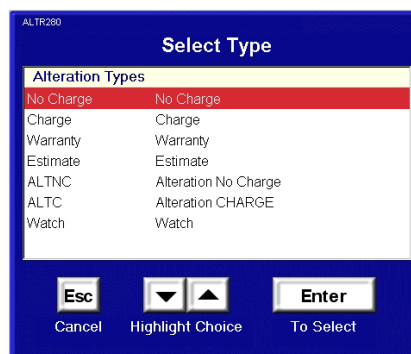 ALTR280
Select Type
Alteration Types
No Charge No Charge
Charge Charge
Warranty Warranty
Estimate Estimate
ALTNC Alteration No Charge
ALTC Alteration CHARGE
Watch Watch
Esc Enter
Cancel Highlight Choice To Select